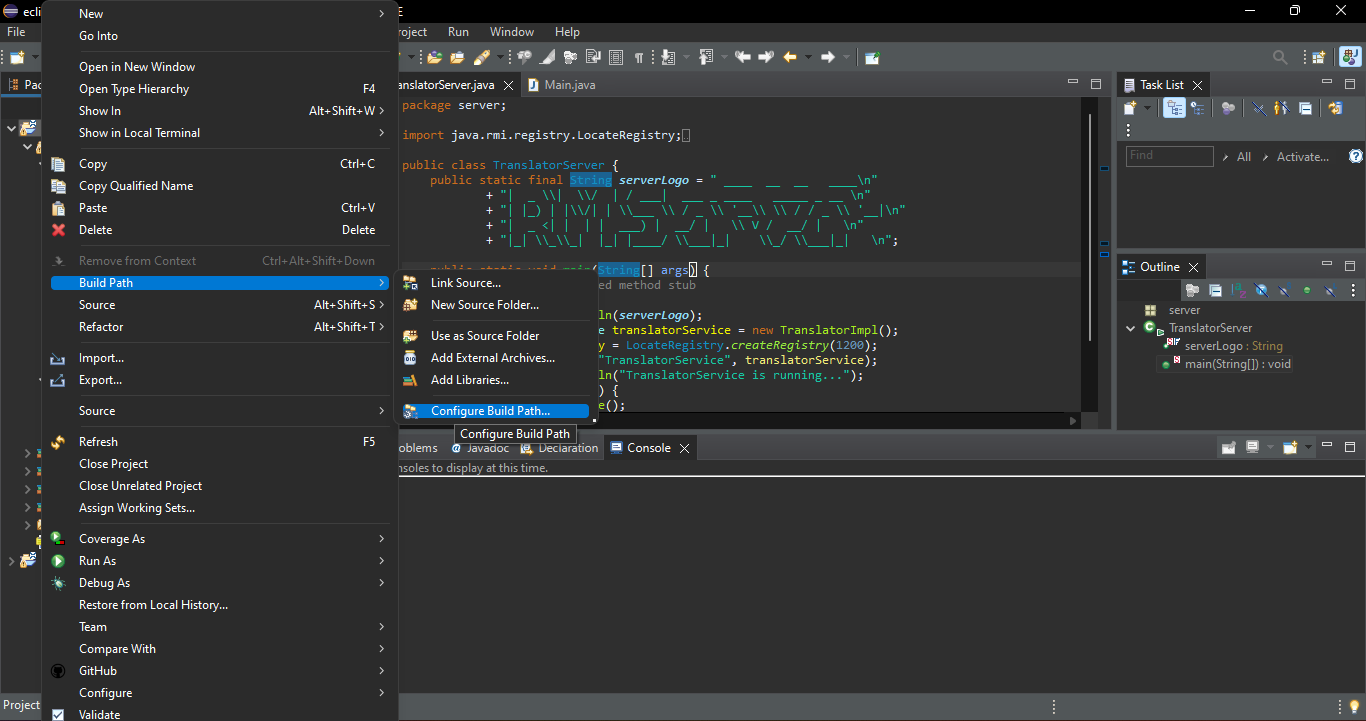 File
Run
Window
Help
New
Go Into
Open in New Window
Open Type Hierarchy F4
Show In Alt+Shift+W>
Show in Local Terminal
Copy Ctrl+C
Copy Qualified Name
Paste Ctrl+V
Delete Delete
Remove from Context Ctrl+Alt+Shift+Down
Build Path
Source Alt+Shift+S>
Refactor Alt+Shift+T>
Import...
Export...
Source
Refresh F5
Close Project
Close Unrelated Project
Assign Working Sets...
Coverage As
Run As
Debug As
Restore from Local History...
Team
Compare With
GitHub
Configure
Validate
Link Source...
New Source Folder...
Use as Source Folder
Add External Archives...
Add Libraries...
Configure Build Path...
Configure Build Path
anslatorServer.java
Main.java
package server;
import java.rmi.registry.LocateRegistry;
public class TranslatorServer {
public static final String serverLogo = " ____  __  __  ____\n"
+ "| _ \\| \\/ |/ ___| ___ _ ____ _____ _ __ \n"
+ "| |_) | |\\/| | \\___ \\ / _ \\ '__\\ \\ / / _ \\ '__|\n"
+ "| _ <| | | |___) | __/ | \\ V / __/ | \n"
+ "|_| \\_\\_| |_|____/ \\___|_| \\_/ \\___|_| \n";
public static void main(String[] args) {
ed method stub
ln(serverLogo);
e translatorService = new TranslatorImpl();
y = LocateRegistry.createRegistry(1200);
"TranslatorService", translatorService);
ln("TranslatorService is running...");
) {
e();
oblems
Javadoc
Declaration
Console
nsoles to display at this time.
Task List
Find
All
Activate...
Outline
server
TranslatorServer
serverLogo : String
main(String[]) : void
Project